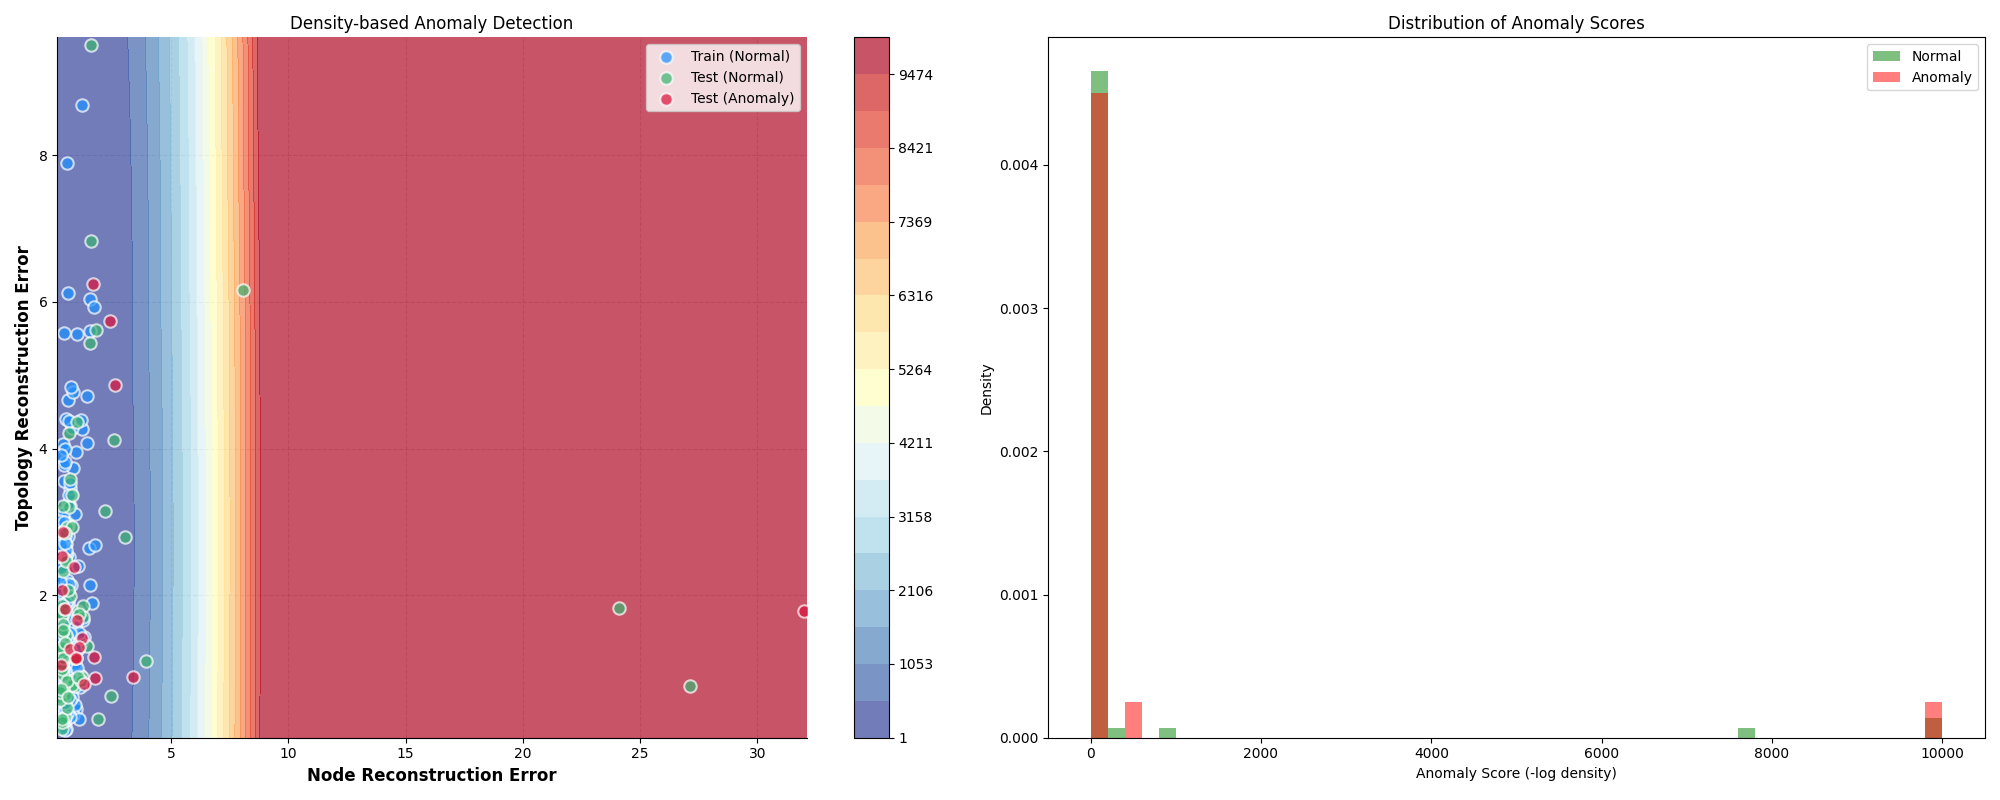 Density-based Anomaly Detection
Train (Normal)
Test (Normal)
Test (Anomaly)
Topology Reconstruction Error
8
6
4
2
5
10
15
20
25
30
Node Reconstruction Error
9474
8421
7369
6316
5264
4211
3158
2106
1053
1
Distribution of Anomaly Scores
Normal
Anomaly
Density
0.004
0.003
0.002
0.001
0.000
0
2000
4000
6000
8000
10000
Anomaly Score (-log density)